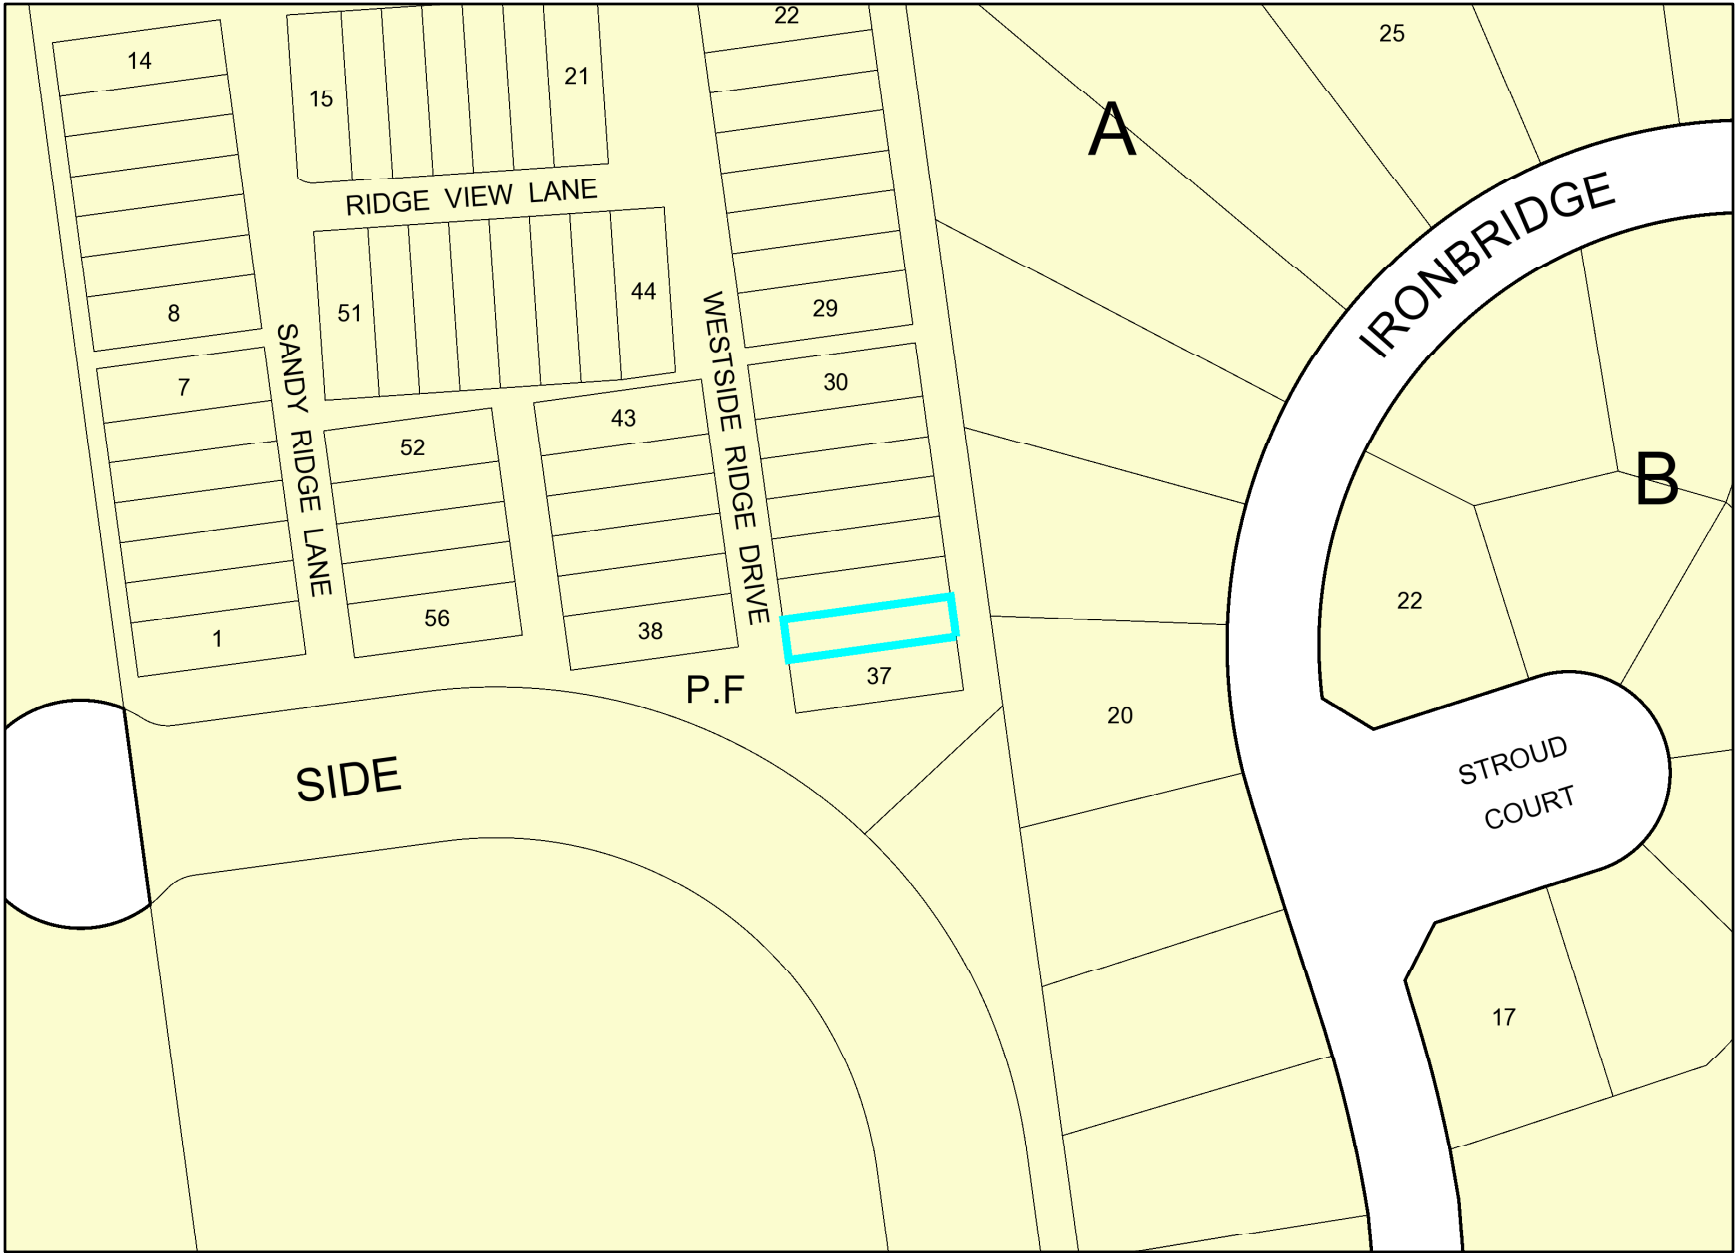 22
25
14
21
15
A
RIDGE VIEW LANE
IRONBRIDGE
44
29
8
51
30
7
43
52
SANDY RIDGE LANE
WESTSIDE RIDGE DRIVE
B
22
56
38
1
37
P.F
20
SIDE
STROUD
COURT
17